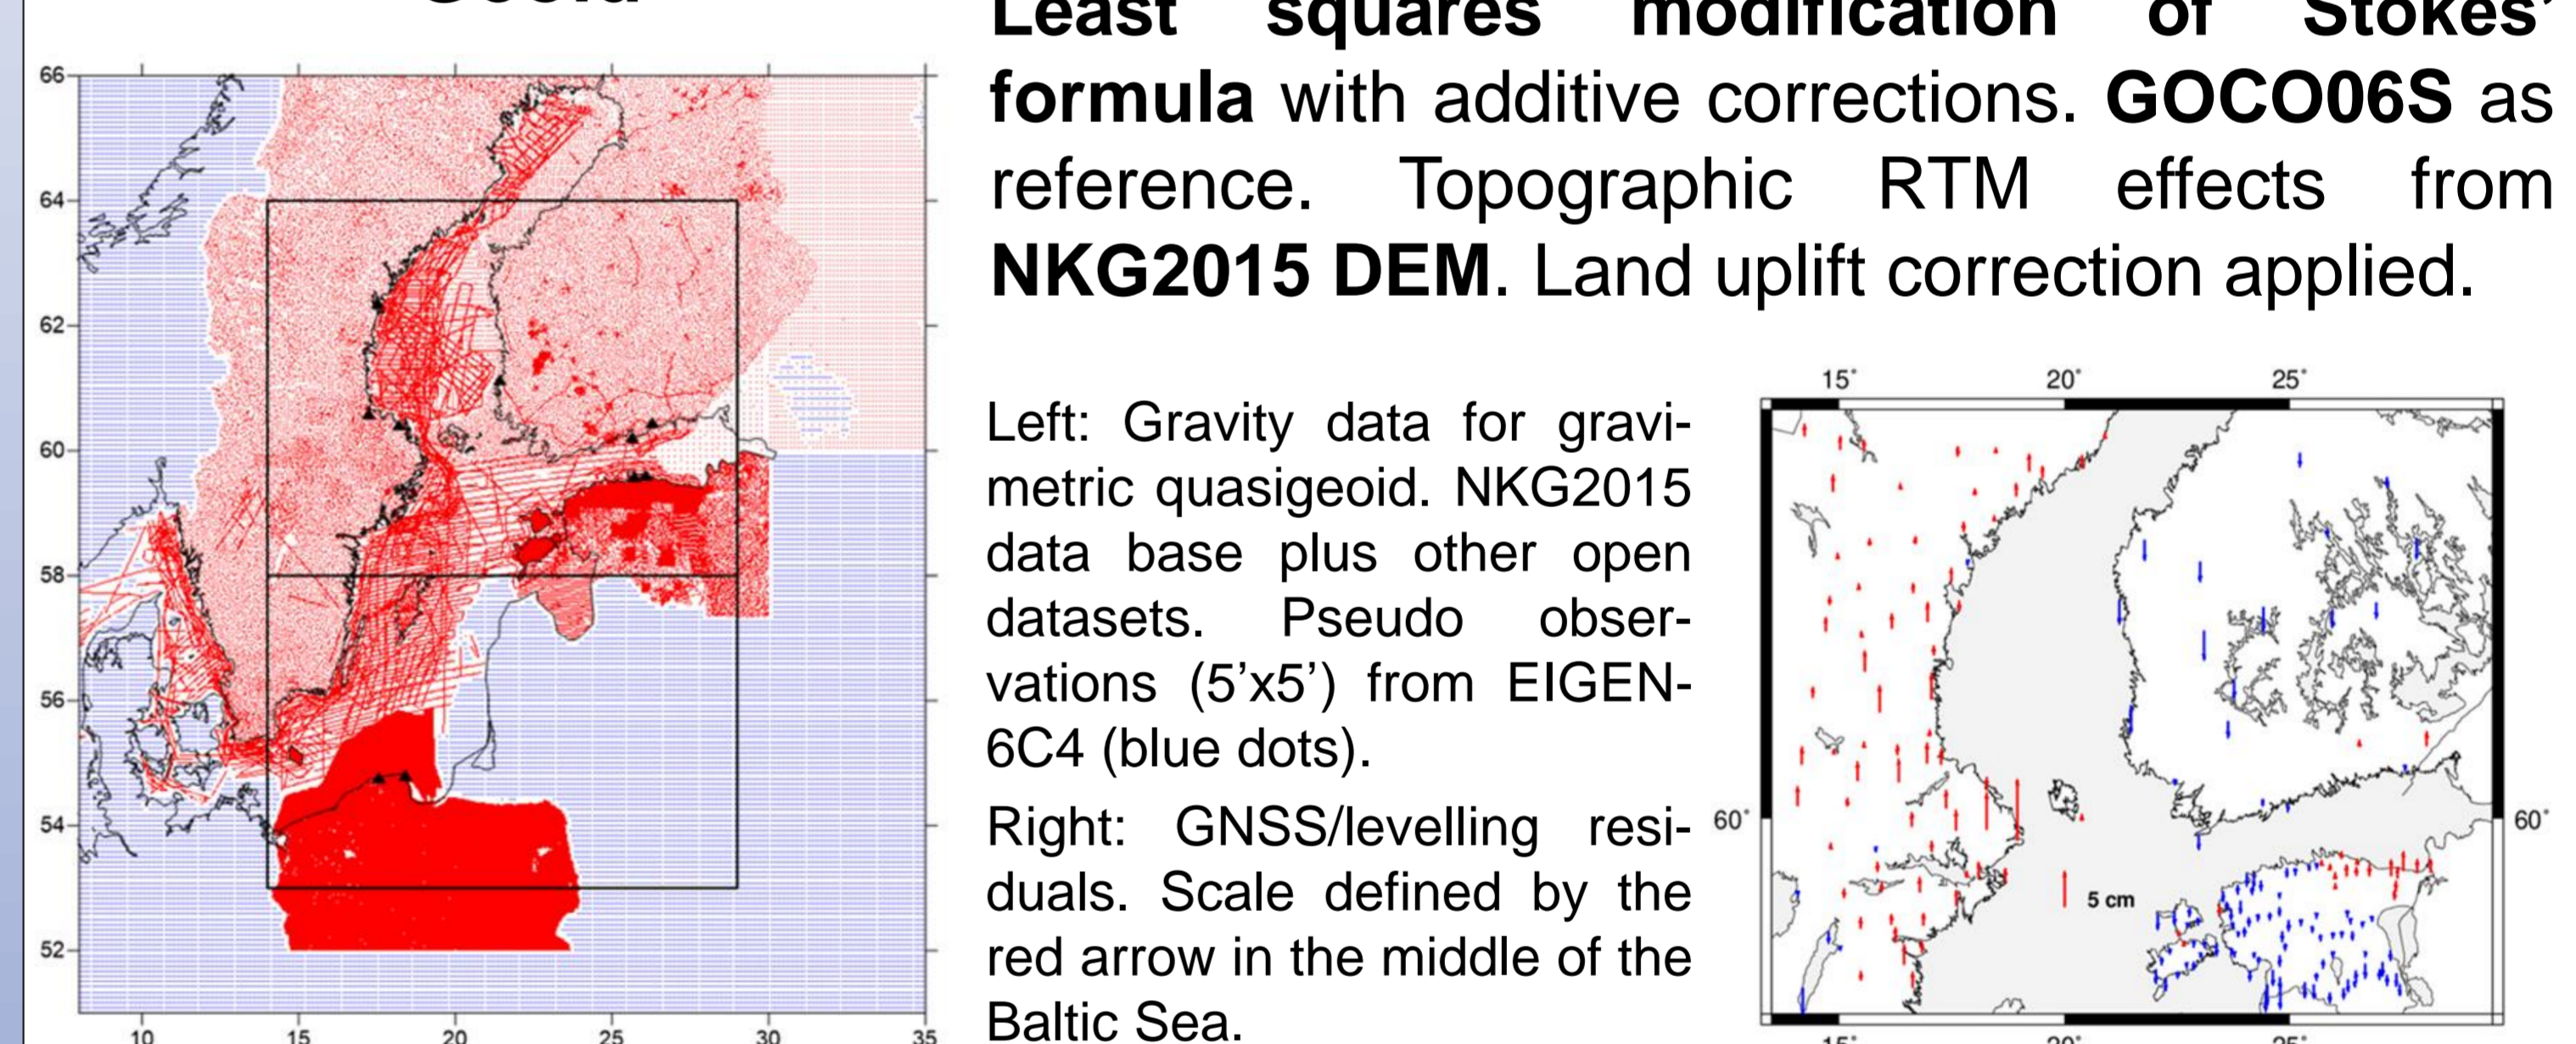 Geoid
Least squares modification of Stokes’
formula with additive corrections. GOCO06S as
reference. Topographic RTM effects from
NKG2015 DEM. Land uplift correction applied.
66
64
62
60
58
56
54
52
10 15 20 25 30 35
Left: Gravity data for gravi-
metric quasigeoid. NKG2015
data base plus other open
datasets. Pseudo obser-
vations (5’x5’) from EIGEN-
6C4 (blue dots).
Right: GNSS/levelling resi-
duals. Scale defined by the
red arrow in the middle of the
Baltic Sea.
15° 20° 25°
60° 60°
5 cm
15° 20° 25°